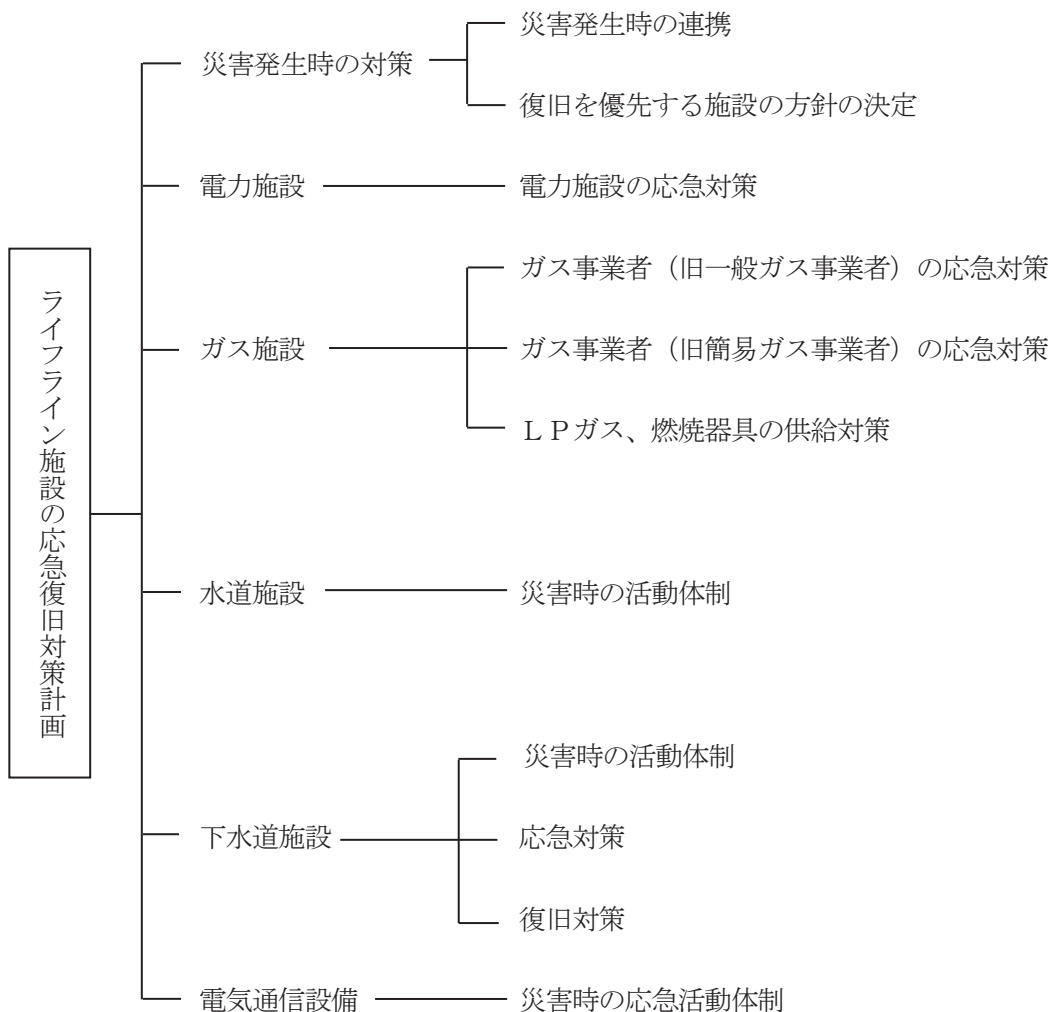 ライフライン施設の応急復旧対策計画
災害発生時の対策
災害発生時の連携
復旧を優先する施設の方針の決定
電力施設
電力施設の応急対策
ガス施設
ガス事業者（旧一般ガス事業者）の応急対策
ガス事業者（旧簡易ガス事業者）の応急対策
ＬＰガス、燃焼器具の供給対策
水道施設
災害時の活動体制
下水道施設
災害時の活動体制
応急対策
復旧対策
電気通信設備
災害時の応急活動体制